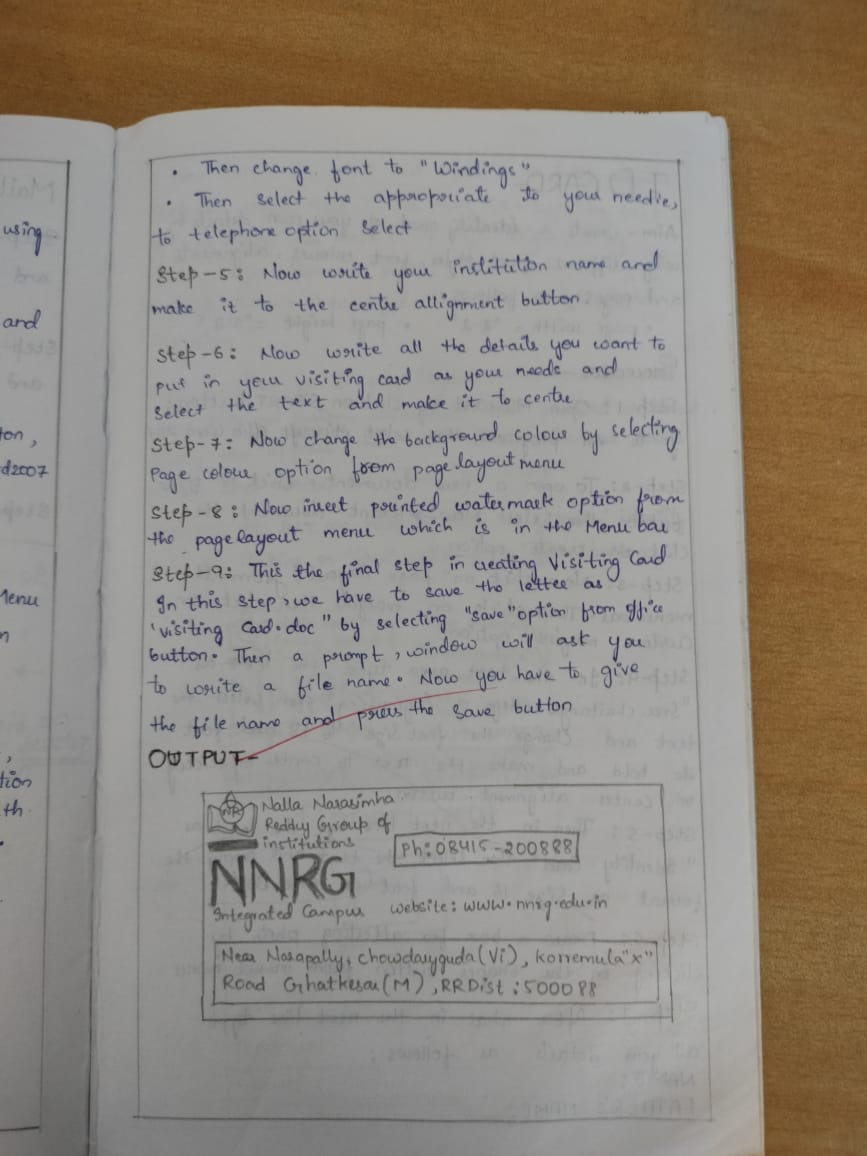 using
and
ton,
d2007
Menu
n
,
tion
th
.
• Then change font to "Windings"
• Then select the approporiate to your needle,
to telephone option select
Step-5: Now write your institution name and
make it to the centre allignment button
Step-6: Now write all the details you want to
put in your visiting card as your needs and
select the text and make it to centre
Step-7: Now change the background colour by selecting
Page colour option from page layout menu
Step-8: Now insert printed watermark option from
the page layout menu which is in the Menu bar
Step-9: This the final step in creating Visiting Card
In this step, we have to save the letter as
'visiting Card.doc" by selecting "save" option from office
button. Then a prompt, window will ask you
to write a file name. Now you have to give
the file name and press the save button
OUTPUT-
NR
Nalla Narasimha
Reddy Group of
institutions
Ph: 08415-200888
NNRG
Integrated Campus website: www.nnrg.edu.in
Near Narapally, chowdaryguda(Vi), korremula"x"
Road Ghatkesar(M), RRDist: 500088